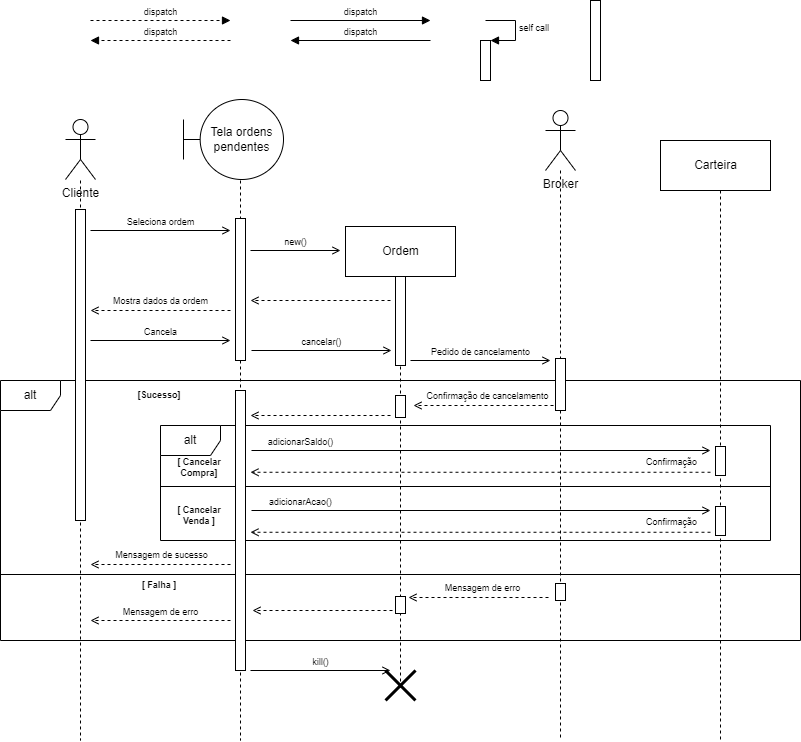 dispatch
dispatch
dispatch
dispatch
self call
Cliente
Tela ordens
pendentes
Broker
Carteira
Seleciona ordem
new()
Ordem
Mostra dados da ordem
Cancela
cancelar()
Pedido de cancelamento
alt
[Sucesso]
Confirmação de cancelamento
alt
adicionarSaldo()
[ Cancelar
Compra]
Confirmação
adicionarAcao()
[ Cancelar
Venda ]
Confirmação
Mensagem de sucesso
[ Falha ]
Mensagem de erro
Mensagem de erro
kill()